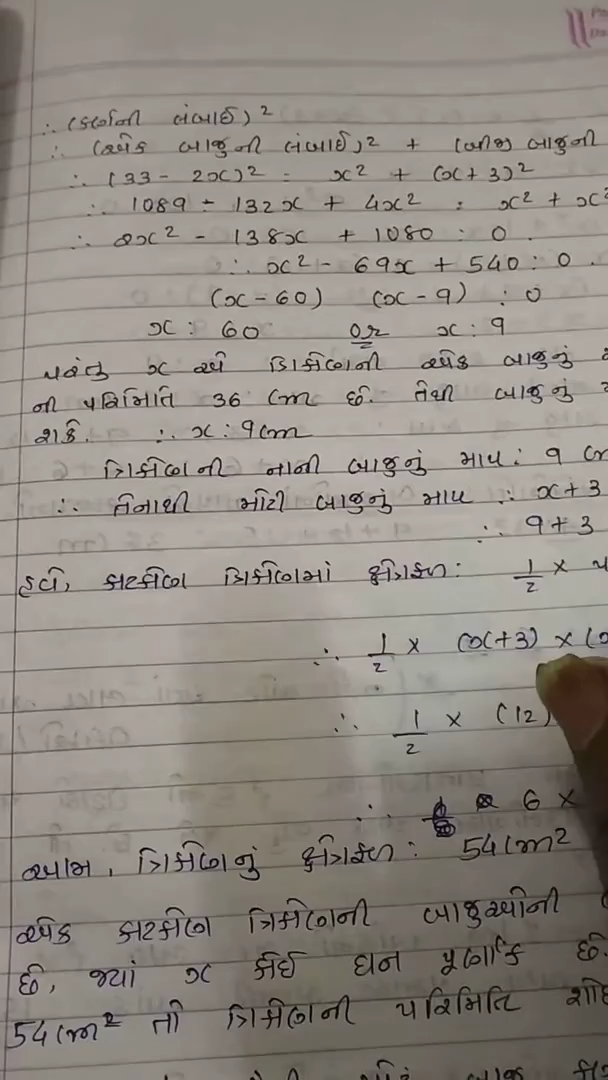 ∴ (કર્ણની લંબાઈ)²
∴ (એક બાજુની લંબાઈ)² + (બીજી બાજુની
∴ (33 - 2x)² = x² + (x+3)²
∴ 1089 - 132x + 4x² = x² + x²
∴ 2x² - 138x + 1080 = 0
∴ x² - 69x + 540 = 0
(x-60) (x-9) = 0
x = 60 or x = 9
પરંતુ x એ ત્રિકોણની એક બાજુનું
ની પરિમિતિ 36 cm છે. તેથી બાજુનું
શકે. ∴ x = 9cm
ત્રિકોણની નાની બાજુનું માપ = 9
∴ તેનાથી મોટી બાજુનું માપ = x+3
= 9+3
હવે, કાટકોણ ત્રિકોણમાં ક્ષેત્રફળ = 1/2 ×
∴ 1/2 × (x+3) ×
∴ 1/2 × (12)
∴ 6 ×
આમ, ત્રિકોણનું ક્ષેત્રફળ = 54 cm²
એક કાટકોણ ત્રિકોણની બાજુઓની
છે, જ્યાં x કોઈ ધન પૂર્ણાંક છે.
54 cm² તો ત્રિકોણની પરિમિતિ